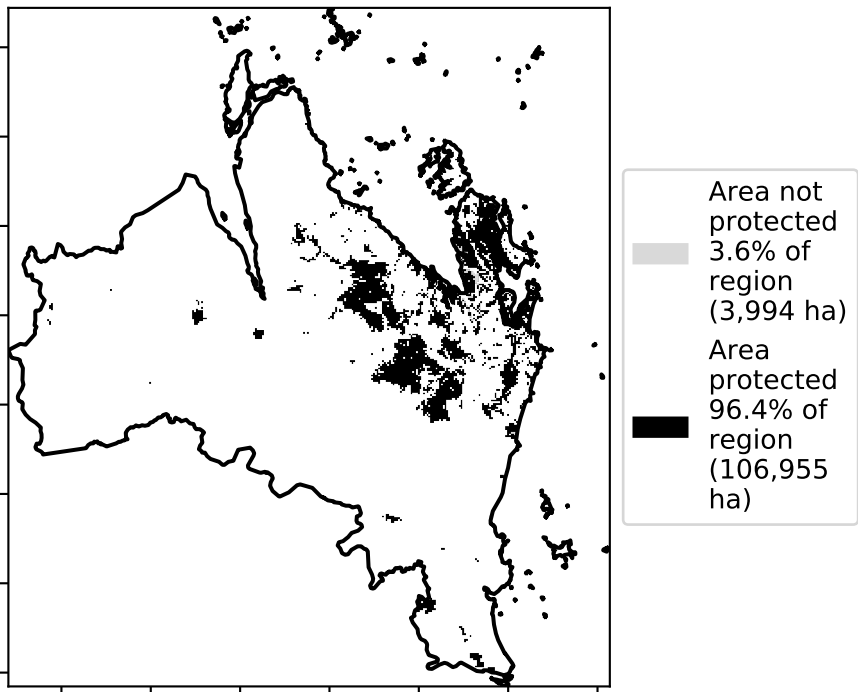 Area not
protected
3.6% of
region
(3,994 ha)
Area
protected
96.4% of
region
(106,955
ha)